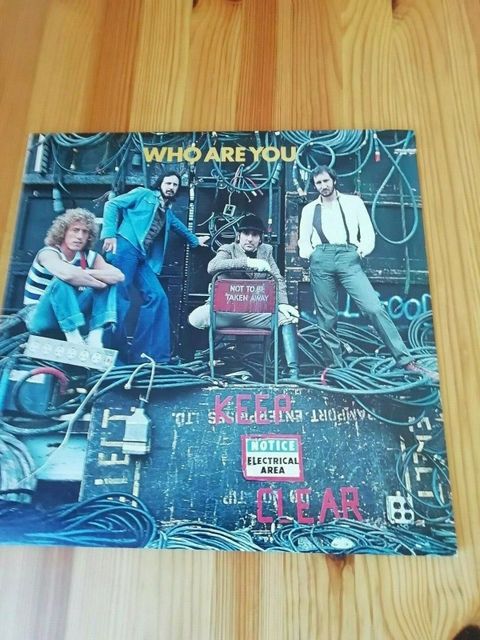 WHO ARE YOU
NOT TO BE
TAKEN AWAY
KEEP
NOTICE
ELECTRICAL
AREA
CLEAR